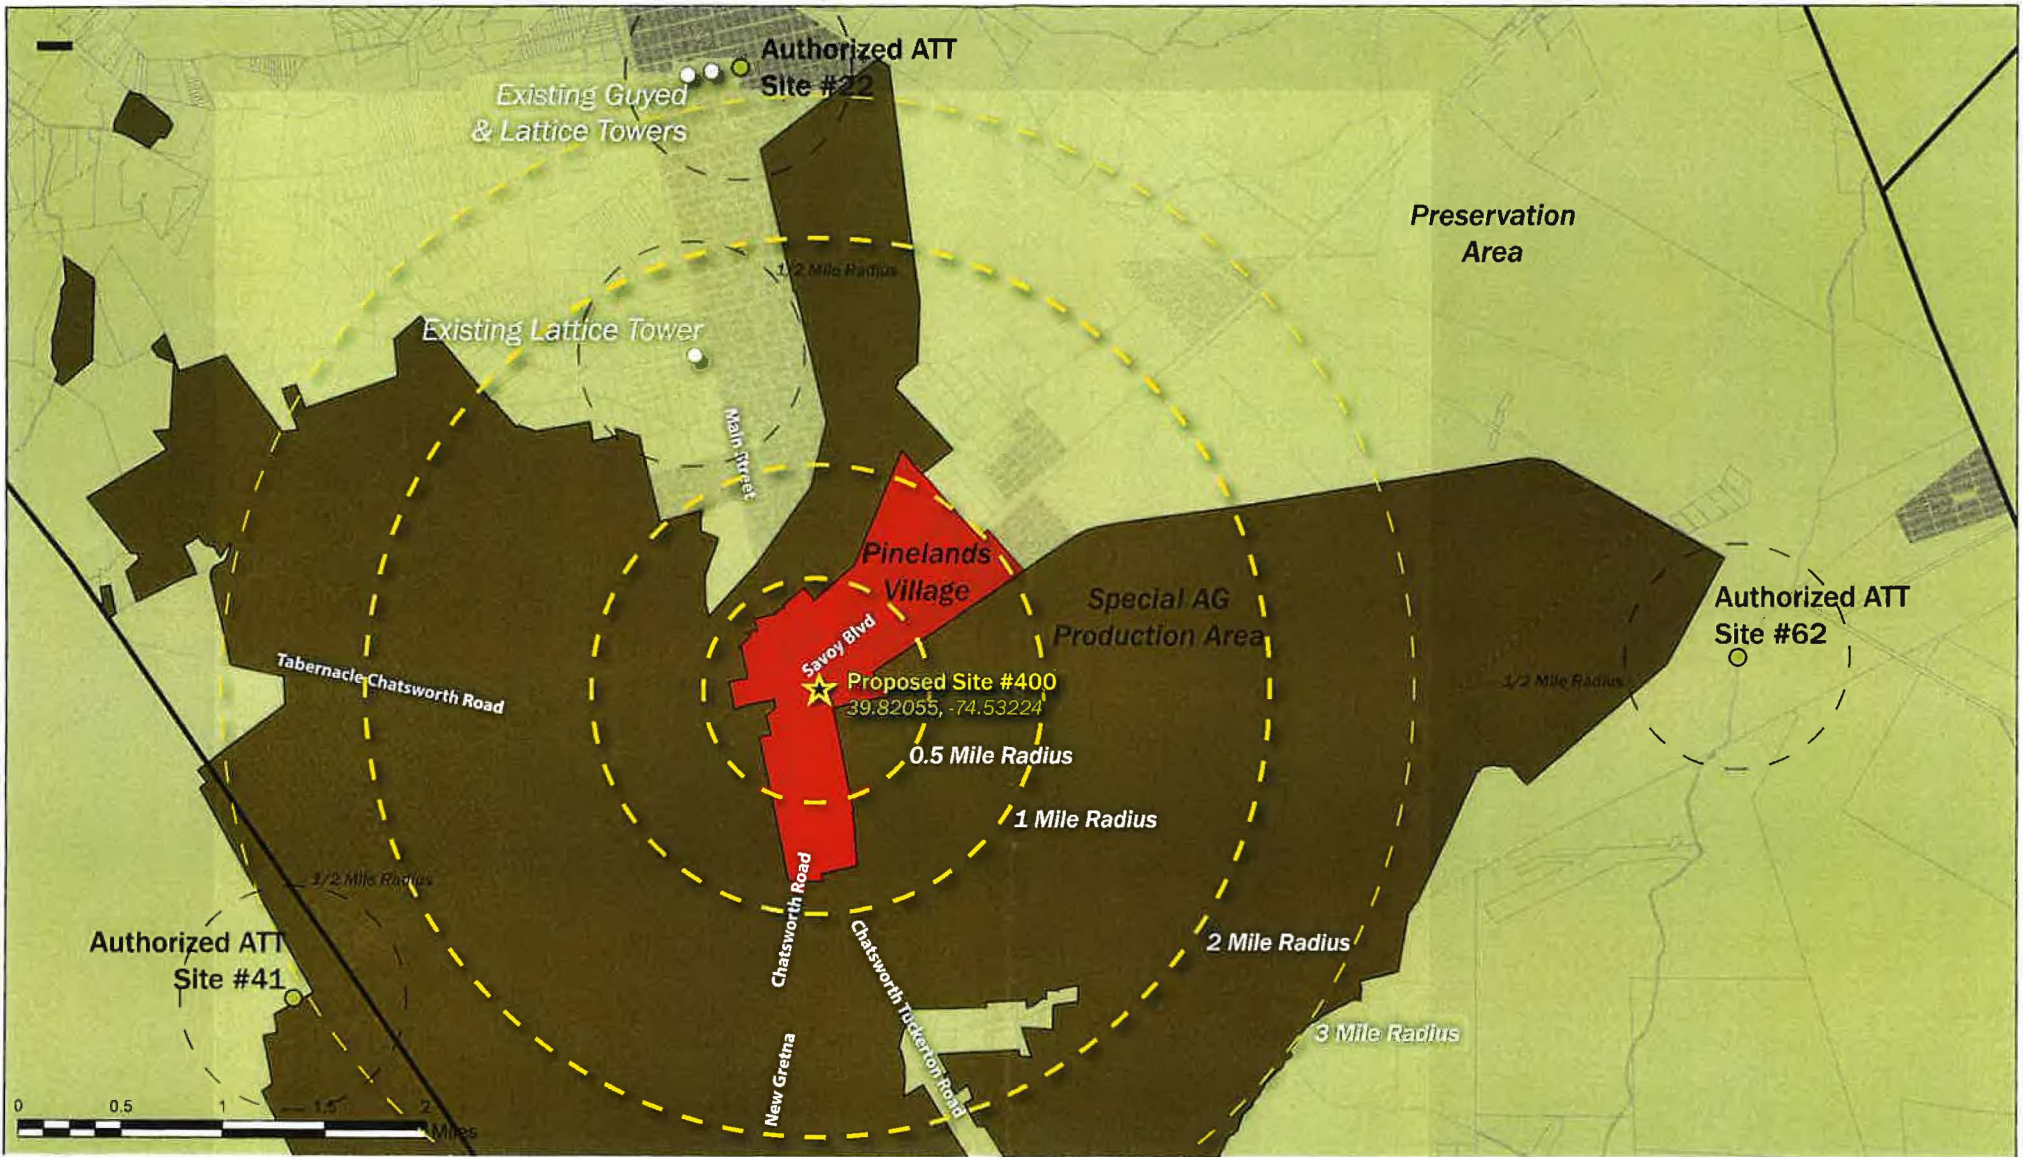 Authorized ATT
Site #22
Existing Guyed
& Lattice Towers
Preservation
Area
1/2 Mile Radius
Existing Lattice Tower
Main Street
Pinelands
Village
Special AG
Production Area
Authorized ATT
Site #62
Savoy Blvd
Tabernacle Chatsworth Road
Proposed Site #400
39.82055, -74.53224
1/2 Mile Radius
0.5 Mile Radius
1 Mile Radius
1/2 Mile Radius
Chatsworth Road
Chatsworth Tuckerton Road
Authorized ATT
Site #41
2 Mile Radius
3 Mile Radius
New Gretna
0 0.5 1 1.5 2
Miles